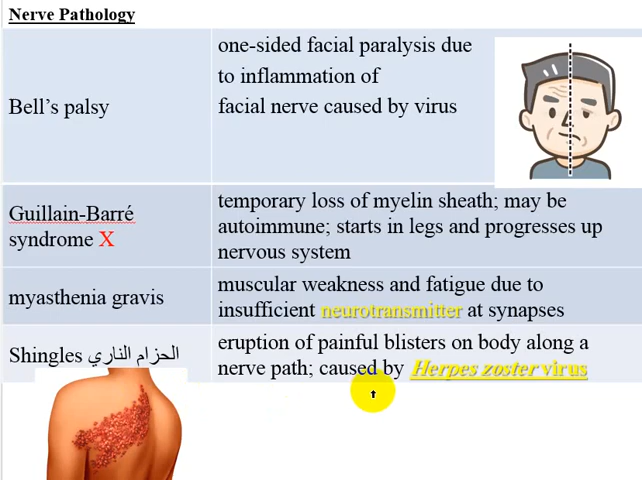 Nerve Pathology
Bell's palsy
one-sided facial paralysis due
to inflammation of
facial nerve caused by virus
Guillain-Barré
syndrome X
temporary loss of myelin sheath; may be
autoimmune; starts in legs and progresses up
nervous system
myasthenia gravis
muscular weakness and fatigue due to
insufficient neurotransmitter at synapses
Shingles الحزام الناري
eruption of painful blisters on body along a
nerve path; caused by Herpes zoster virus